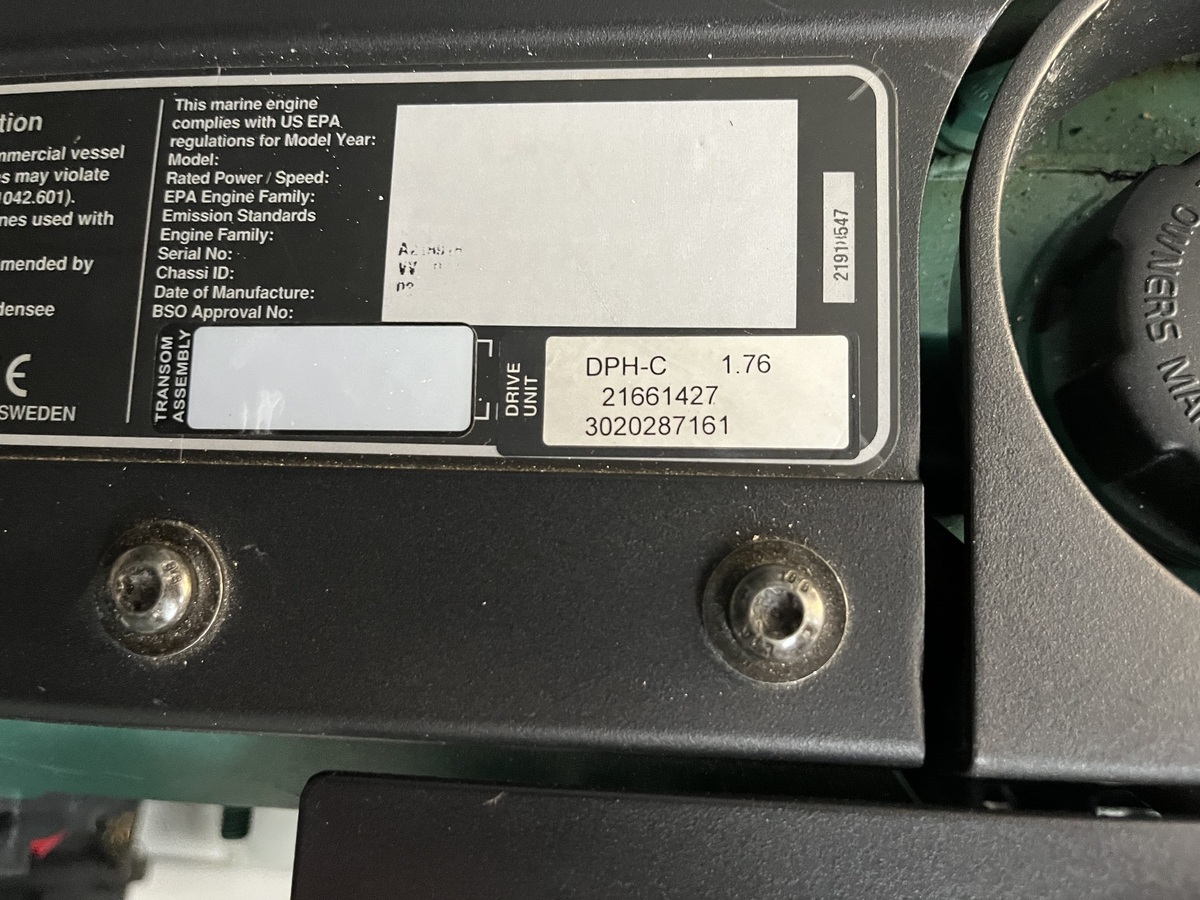 tion
mmercial vessel
s may violate
1042.601).
nes used with
mended by
densee
CE
SWEDEN
This marine engine
complies with US EPA
regulations for Model Year:
Model:
Rated Power / Speed:
EPA Engine Family:
Emission Standards
Engine Family:
Serial No:
Chassi ID:
Date of Manufacture:
BSO Approval No:
TRANSOM
ASSEMBLY
DRIVE
UNIT
DPH-C 1.76
21661427
3020287161
OWNERS MAN